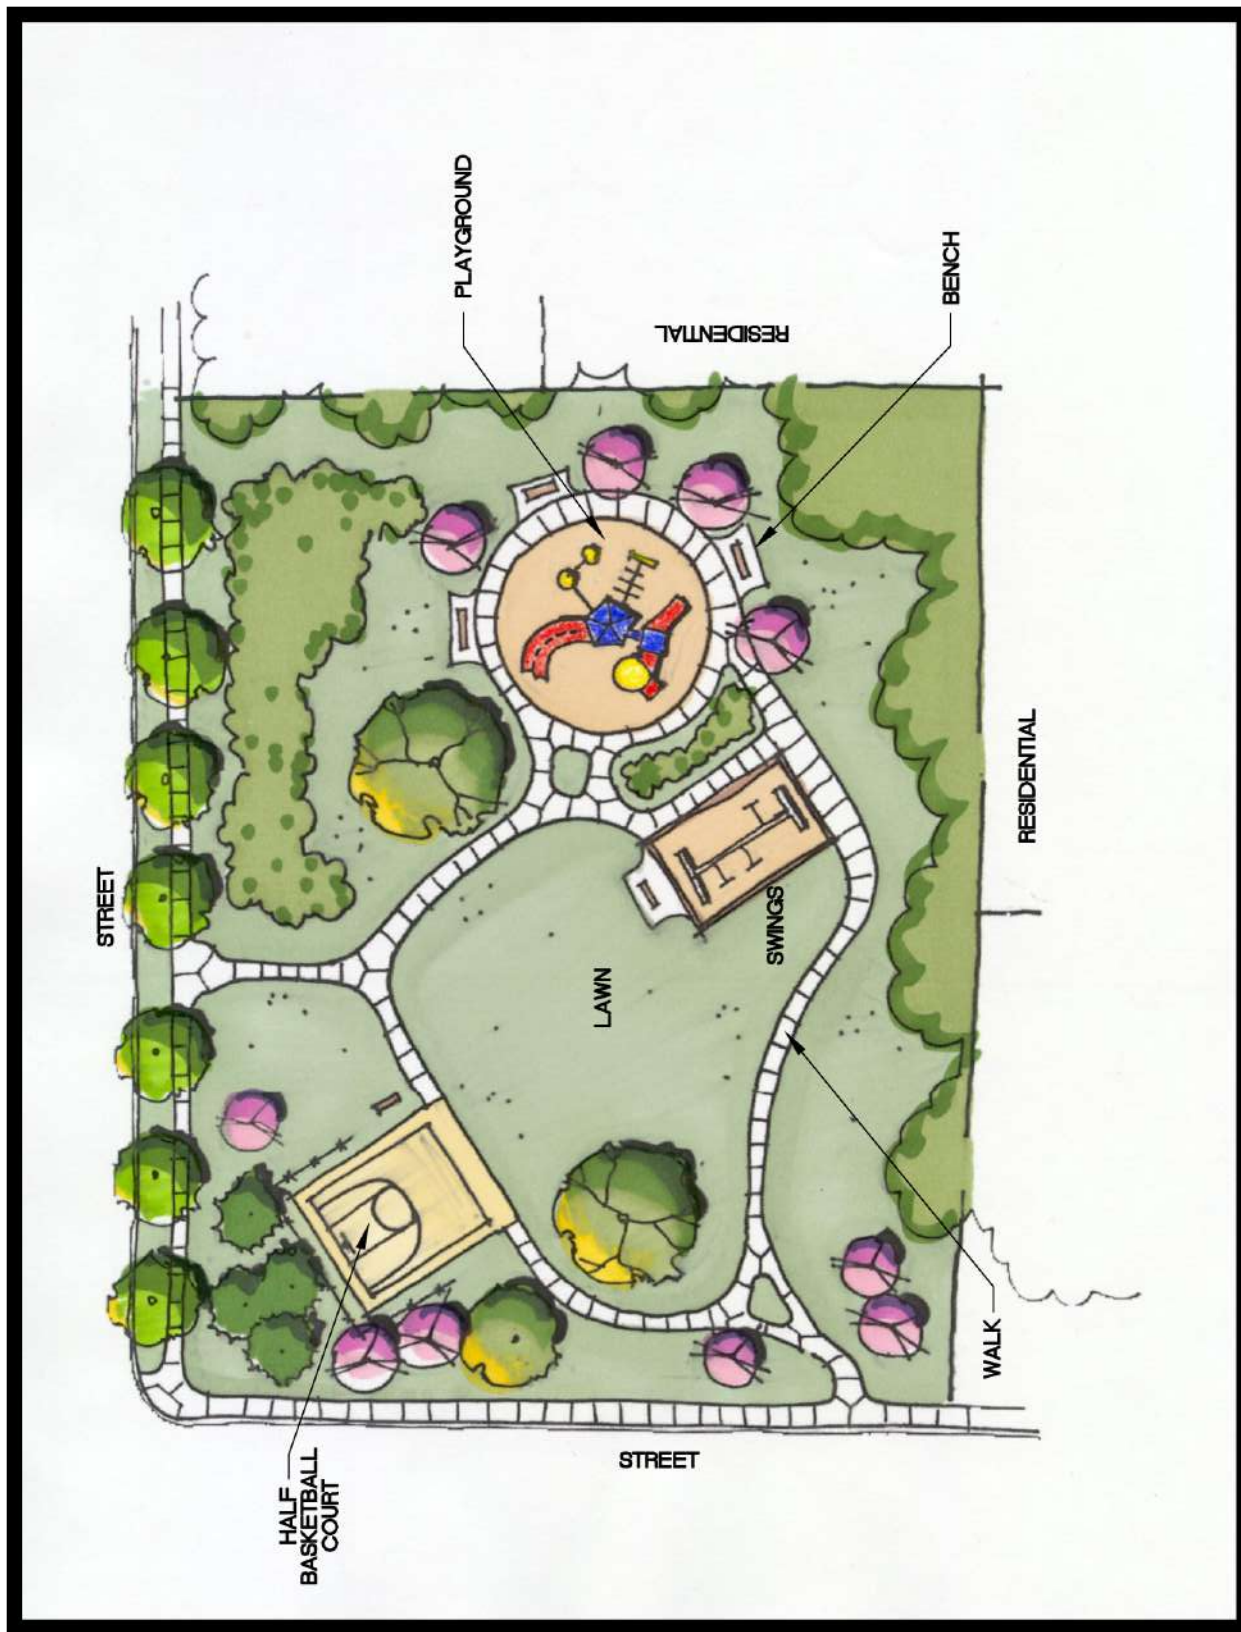 PLAYGROUND
BENCH
RESIDENTIAL
STREET
LAWN
SWINGS
RESIDENTIAL
HALF
BASKETBALL
COURT
STREET
WALK